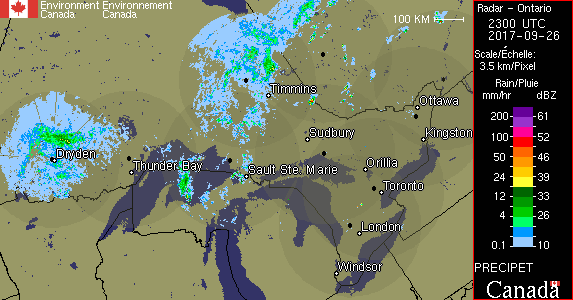 Environment Environnement
Canada Canada
100 KM
Timmins
Ottawa
Sudbury
Kingston
Dryden
Thunder Bay
Sault Ste. Marie
Orillia
Toronto
London
Windsor
Radar - Ontario
2300 UTC
2017-09-26
Scale/Échelle:
3.5 km/Pixel
Rain/Pluie
mm/hr dBZ
200 61
100 52
50 46
24 39
12 33
4 26
0.1 10
PRECIPET
Canada